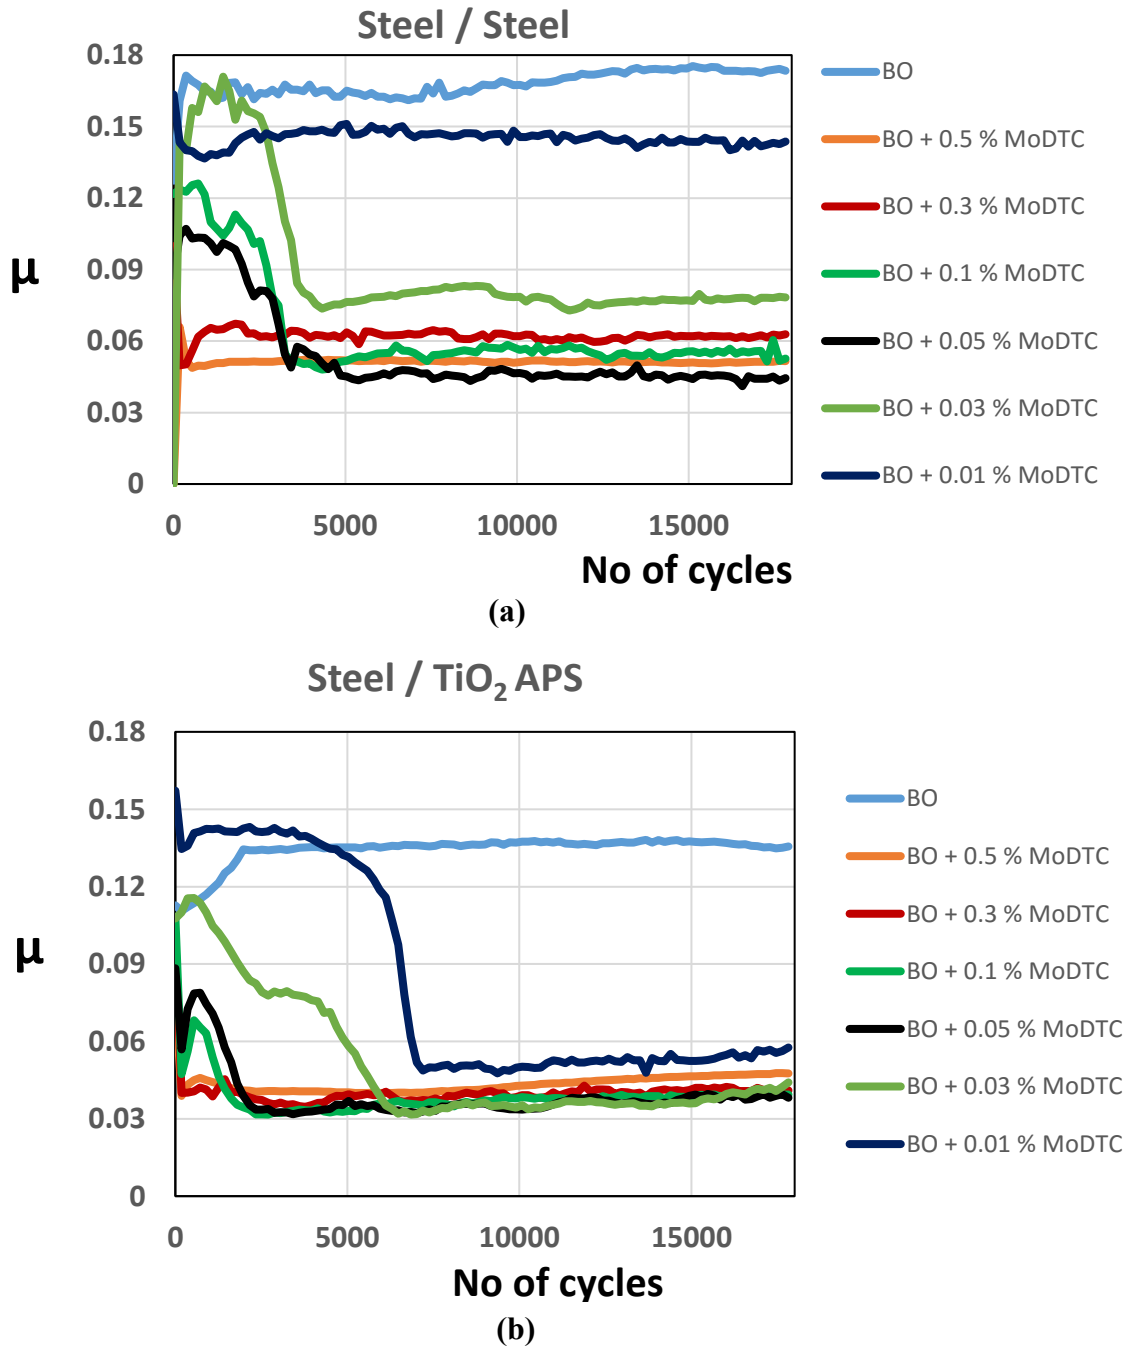 Steel / Steel
0.18
0.15
0.12
0.09
0.06
0.03
0
μ
0 5000 10000 15000
No of cycles
BO
BO + 0.5 % MoDTC
BO + 0.3 % MoDTC
BO + 0.1 % MoDTC
BO + 0.05 % MoDTC
BO + 0.03 % MoDTC
BO + 0.01 % MoDTC
(a)
Steel / TiO₂ APS
0.18
0.15
0.12
0.09
0.06
0.03
0
μ
0 5000 10000 15000
No of cycles
BO
BO + 0.5 % MoDTC
BO + 0.3 % MoDTC
BO + 0.1 % MoDTC
BO + 0.05 % MoDTC
BO + 0.03 % MoDTC
BO + 0.01 % MoDTC
(b)